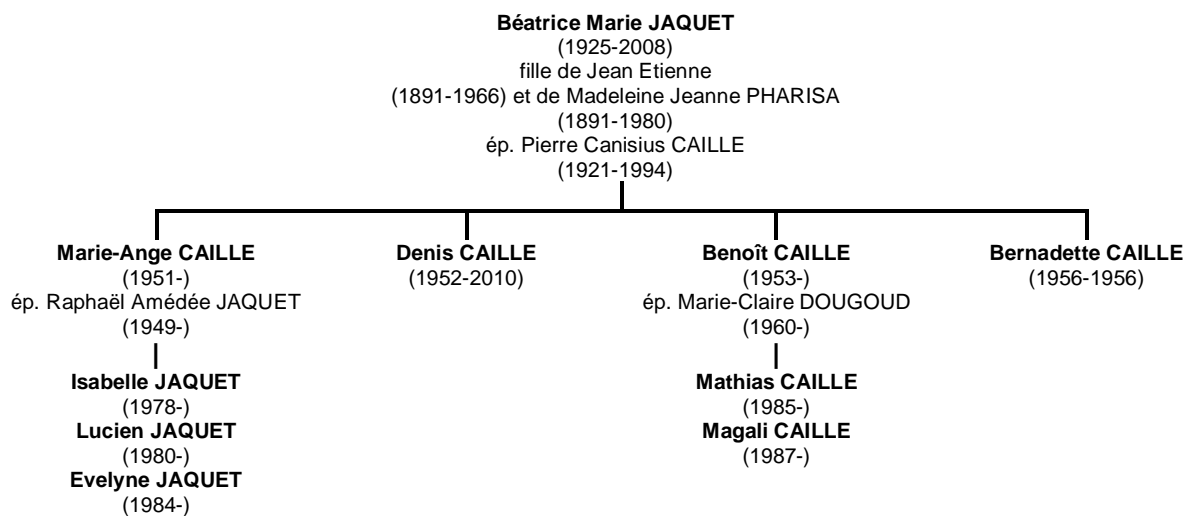 Béatrice Marie JAQUET
(1925-2008)
fille de Jean Etienne
(1891-1966) et de Madeleine Jeanne PHARISA
(1891-1980)
ép. Pierre Canisius CAILLE
(1921-1994)
Marie-Ange CAILLE
(1951-)
ép. Raphaël Amédée JAQUET
(1949-)
Isabelle JAQUET
(1978-)
Lucien JAQUET
(1980-)
Evelyne JAQUET
(1984-)
Denis CAILLE
(1952-2010)
Benoît CAILLE
(1953-)
ép. Marie-Claire DOUGOUD
(1960-)
Mathias CAILLE
(1985-)
Magali CAILLE
(1987-)
Bernadette CAILLE
(1956-1956)